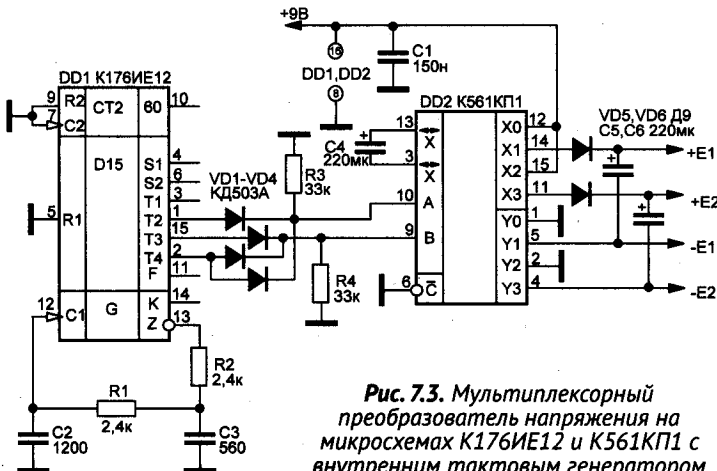 +9В
16
DD1,DD2
8
C1
150н
DD1 К176ИЕ12
9 R2 CT2 60 10
7 C2
D15
S1 4
S2 6
T1 3
5 R1 T2 1
T3 15
T4 2
F 11
K 14
12 C1 G Z 13
VD1-VD4
КД503А
R3
33к
R4
33к
R2
2,4к
R1
2,4к
C2
1200
C3
560
C4
220мк
DD2 К561КП1
13 X
3 X
10 A
9 B
6 C
X0 12
X1 14
X2 15
X3 11
Y0 1
Y1 5
Y2 2
Y3 4
VD5,VD6 Д9
C5,C6 220мк
+
+
+
+E1
+E2
-E1
-E2
Рис. 7.3. Мультиплексорный
преобразователь напряжения на
микросхемах К176ИЕ12 и К561КП1 с
внутренним тактовым генератором